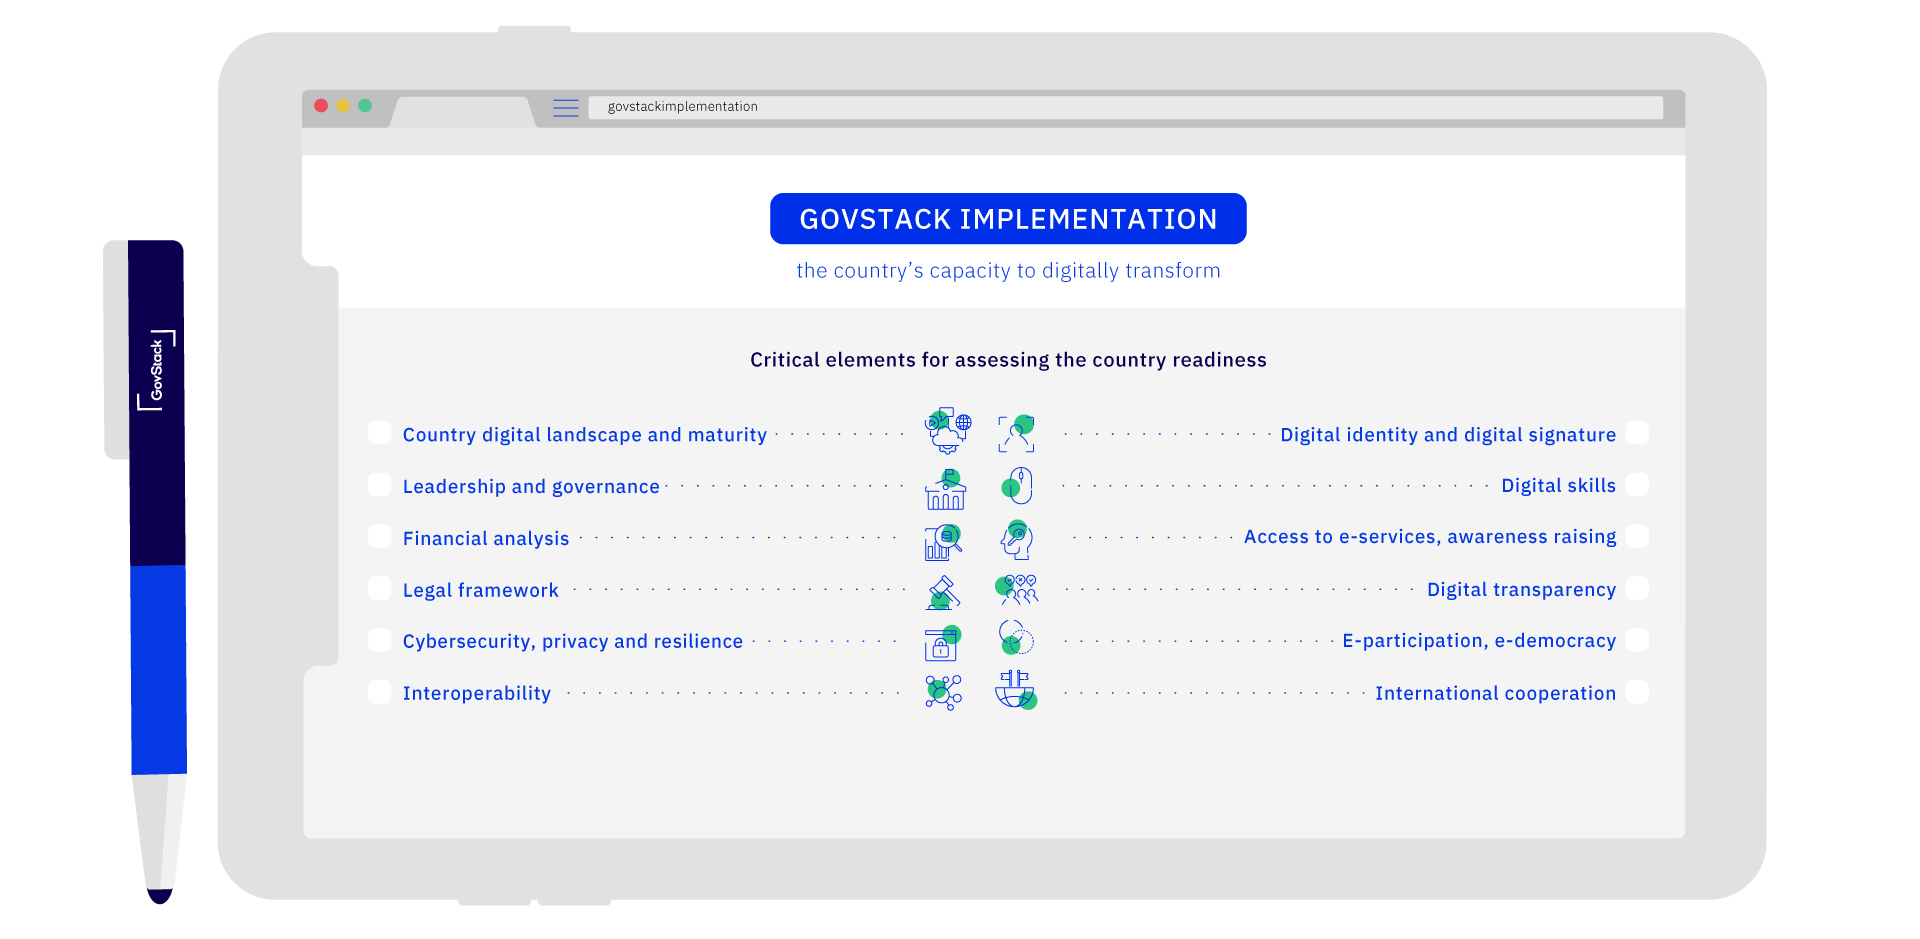 govstackimplementation
GOVSTACK IMPLEMENTATION
the country’s capacity to digitally transform
GovStack
Critical elements for assessing the country readiness
Country digital landscape and maturity
Digital identity and digital signature
Leadership and governance
Digital skills
Financial analysis
Access to e-services, awareness raising
Legal framework
Digital transparency
Cybersecurity, privacy and resilience
E-participation, e-democracy
Interoperability
International cooperation